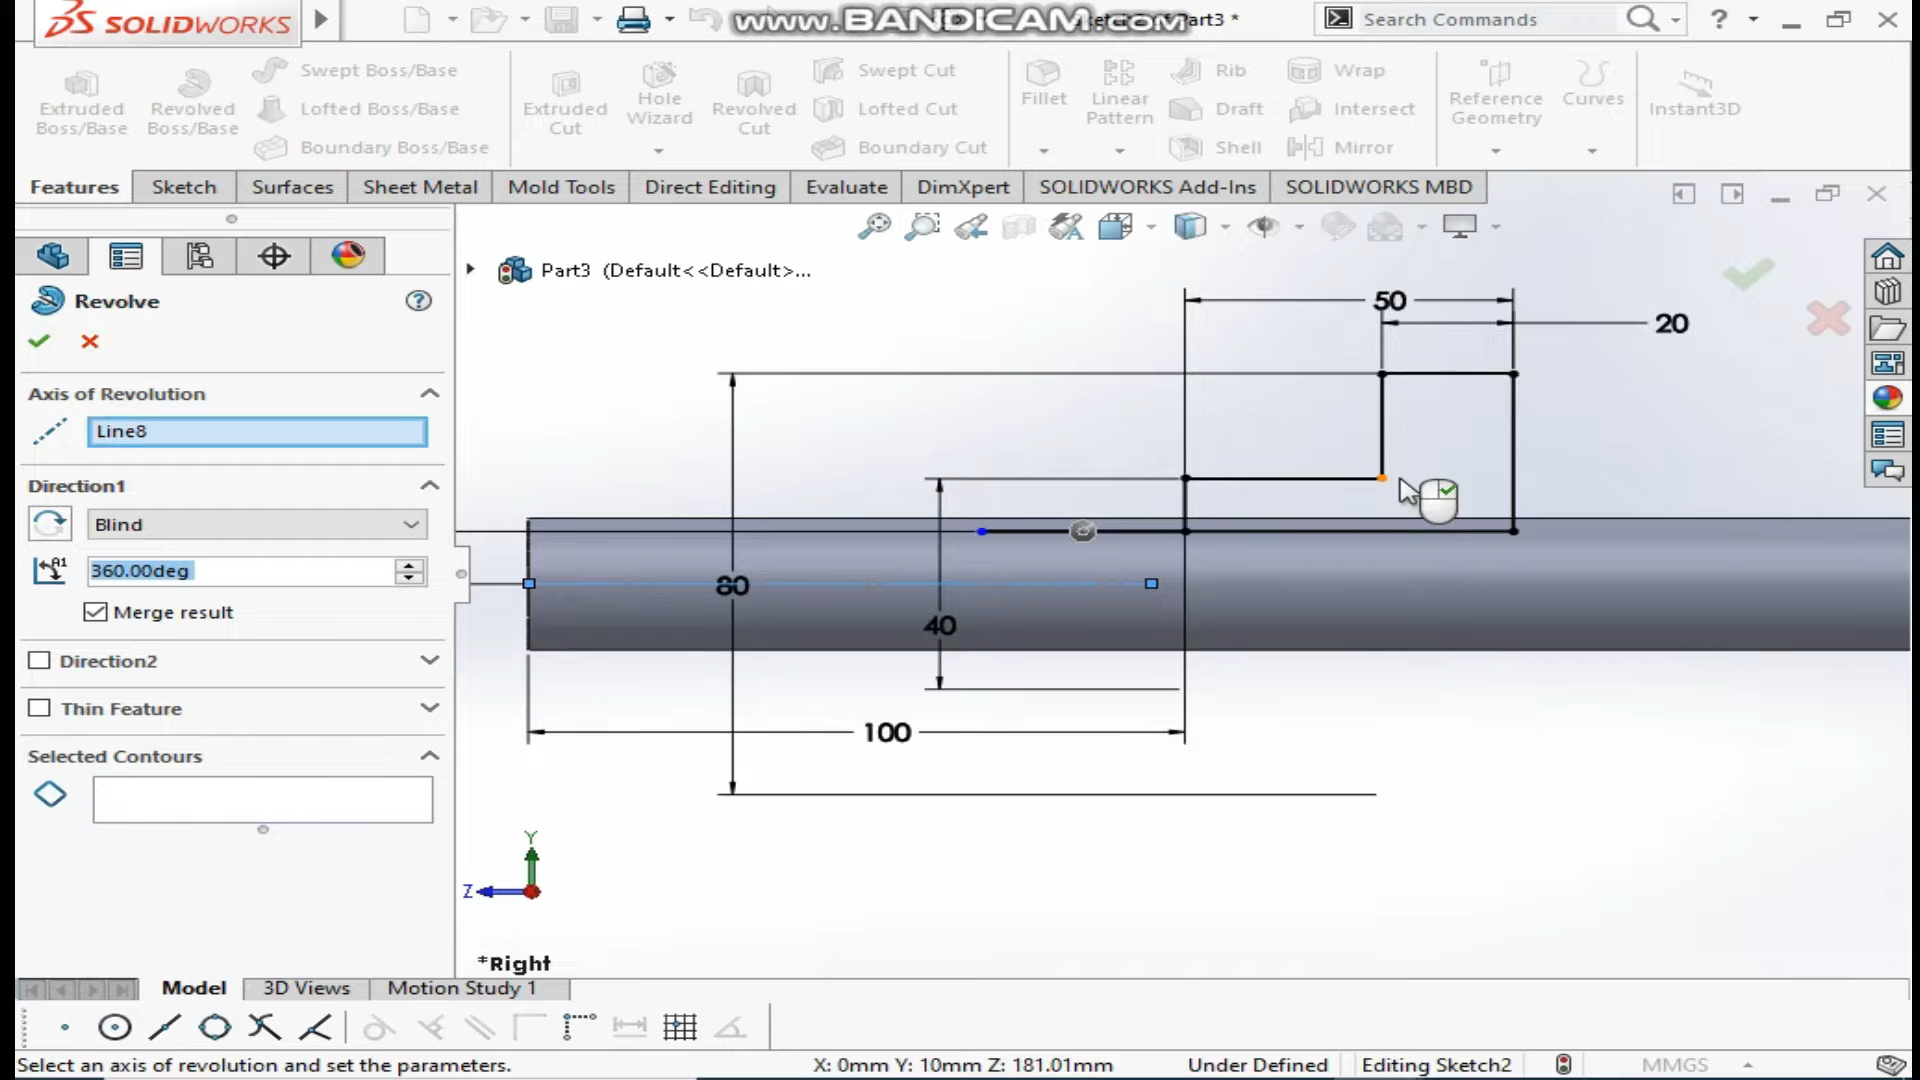 SOLIDWORKS
www.BANDICAM.com
Part3 *
Search Commands
?
Extruded Boss/Base
Revolved Boss/Base
Swept Boss/Base
Lofted Boss/Base
Boundary Boss/Base
Extruded Cut
Hole Wizard
Revolved Cut
Swept Cut
Lofted Cut
Boundary Cut
Fillet
Linear Pattern
Rib
Draft
Shell
Wrap
Intersect
Mirror
Reference Geometry
Curves
Instant3D
Features
Sketch
Surfaces
Sheet Metal
Mold Tools
Direct Editing
Evaluate
DimXpert
SOLIDWORKS Add-Ins
SOLIDWORKS MBD
Part3 (Default<<Default>...
Revolve
?
Axis of Revolution
Line8
Direction1
Blind
360.00deg
Merge result
Direction2
Thin Feature
Selected Contours
50
20
80
40
100
Y
Z
*Right
Model
3D Views
Motion Study 1
Select an axis of revolution and set the parameters.
X: 0mm Y: 10mm Z: 181.01mm
Under Defined
Editing Sketch2
MMGS